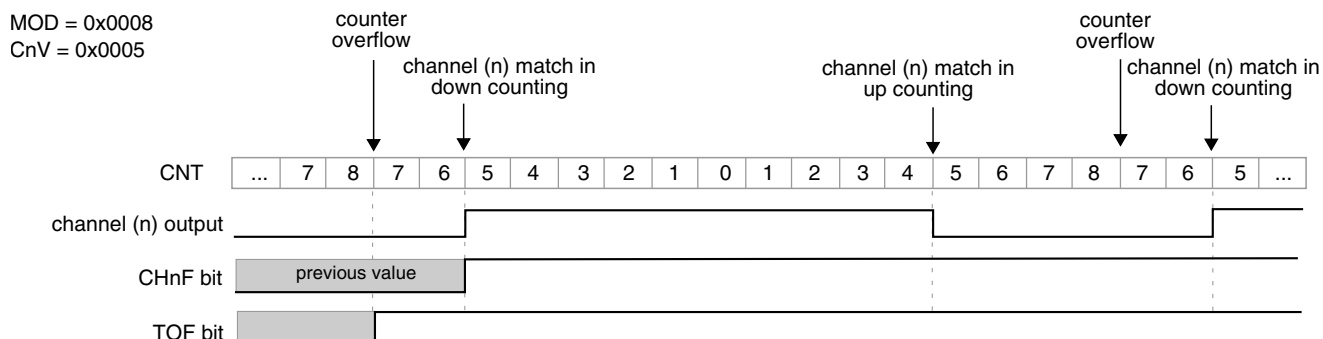 MOD = 0x0008
CnV = 0x0005
counter
overflow
channel (n) match in
down counting
channel (n) match in
up counting
counter
overflow
channel (n) match in
down counting
CNT ... 7 8 7 6 5 4 3 2 1 0 1 2 3 4 5 6 7 8 7 6 5 ...
channel (n) output
CHnF bit previous value
TOF bit